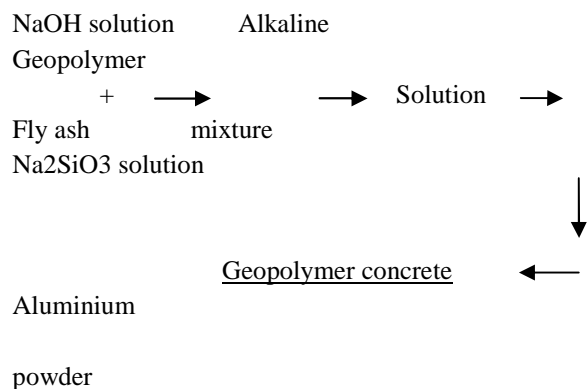 NaOH solution Alkaline
Geopolymer
+ Solution
Fly ash mixture
Na2SiO3 solution
Geopolymer concrete
Aluminium
powder